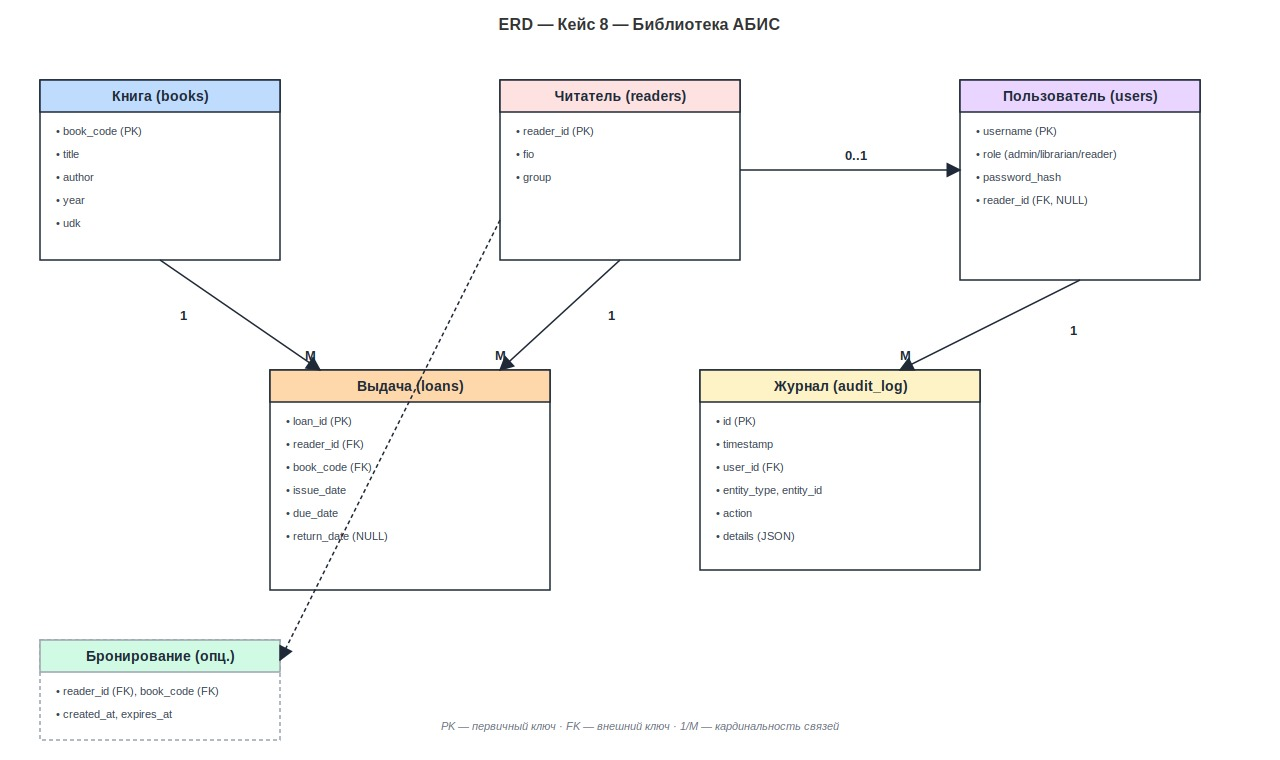 ERD — Кейс 8 — Библиотека АБИС
Книга (books)
• book_code (PK)
• title
• author
• year
• udk
Читатель (readers)
• reader_id (PK)
• fio
• group
0..1
Пользователь (users)
• username (PK)
• role (admin/librarian/reader)
• password_hash
• reader_id (FK, NULL)
1
M
1
M
1
M
Выдача (loans)
• loan_id (PK)
• reader_id (FK)
• book_code (FK)
• issue_date
• due_date
• return_date (NULL)
Журнал (audit_log)
• id (PK)
• timestamp
• user_id (FK)
• entity_type, entity_id
• action
• details (JSON)
Бронирование (опц.)
• reader_id (FK), book_code (FK)
• created_at, expires_at
PK — первичный ключ · FK — внешний ключ · 1/M — кардинальность связей